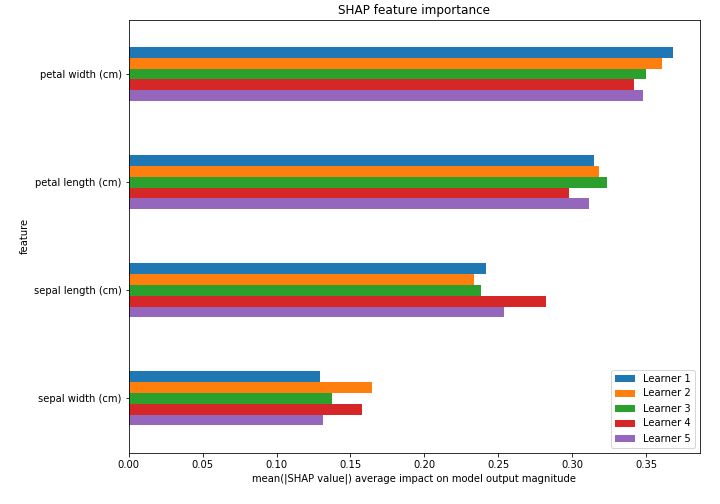 SHAP feature importance
petal width (cm)
petal length (cm)
sepal length (cm)
sepal width (cm)
feature
Learner 1
Learner 2
Learner 3
Learner 4
Learner 5
0.00 0.05 0.10 0.15 0.20 0.25 0.30 0.35
mean(|SHAP value|) average impact on model output magnitude